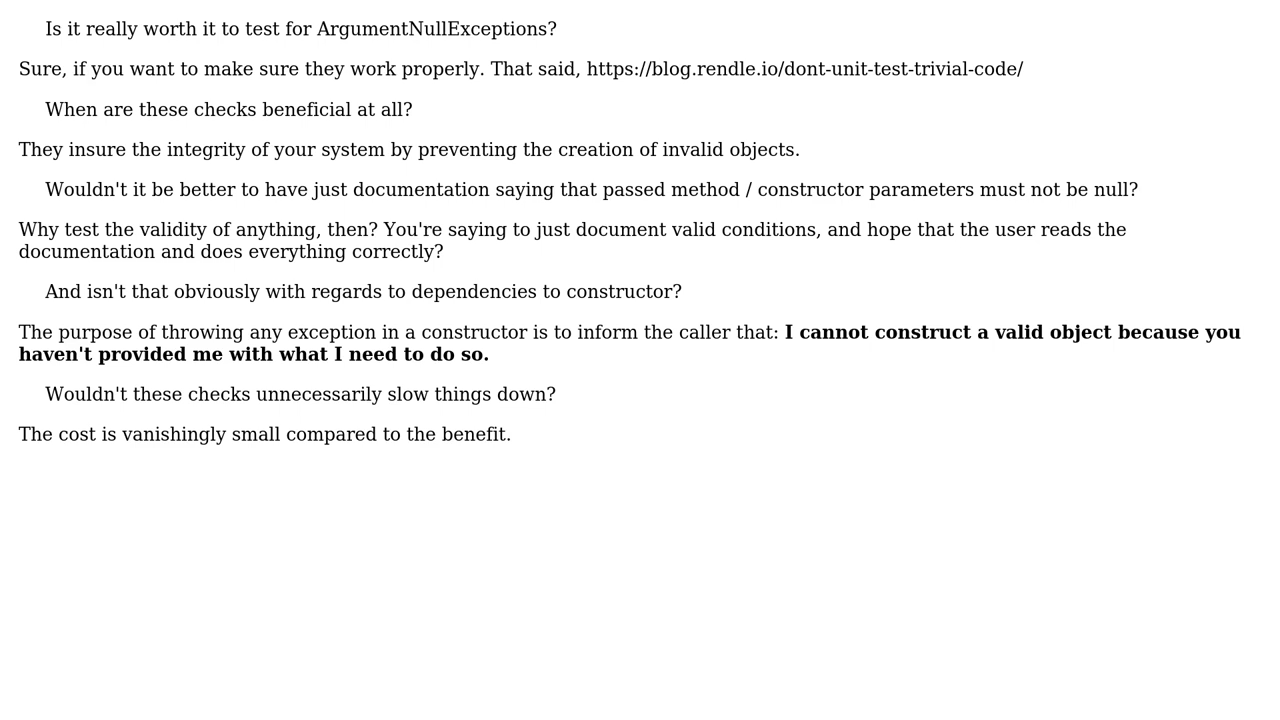 Is it really worth it to test for ArgumentNullExceptions?
Sure, if you want to make sure they work properly. That said, https://blog.rendle.io/dont-unit-test-trivial-code/
When are these checks beneficial at all?
They insure the integrity of your system by preventing the creation of invalid objects.
Wouldn't it be better to have just documentation saying that passed method / constructor parameters must not be null?
Why test the validity of anything, then? You're saying to just document valid conditions, and hope that the user reads the
documentation and does everything correctly?
And isn't that obviously with regards to dependencies to constructor?
The purpose of throwing any exception in a constructor is to inform the caller that: I cannot construct a valid object because you
haven't provided me with what I need to do so.
Wouldn't these checks unnecessarily slow things down?
The cost is vanishingly small compared to the benefit.